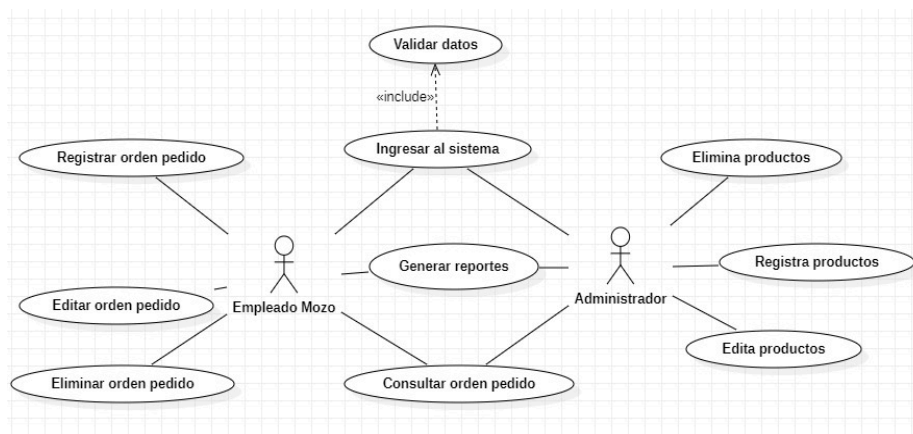 Validar datos
«include»
Registrar orden pedido
Ingresar al sistema
Elimina productos
Generar reportes
Registra productos
Empleado Mozo
Administrador
Editar orden pedido
Edita productos
Eliminar orden pedido
Consultar orden pedido